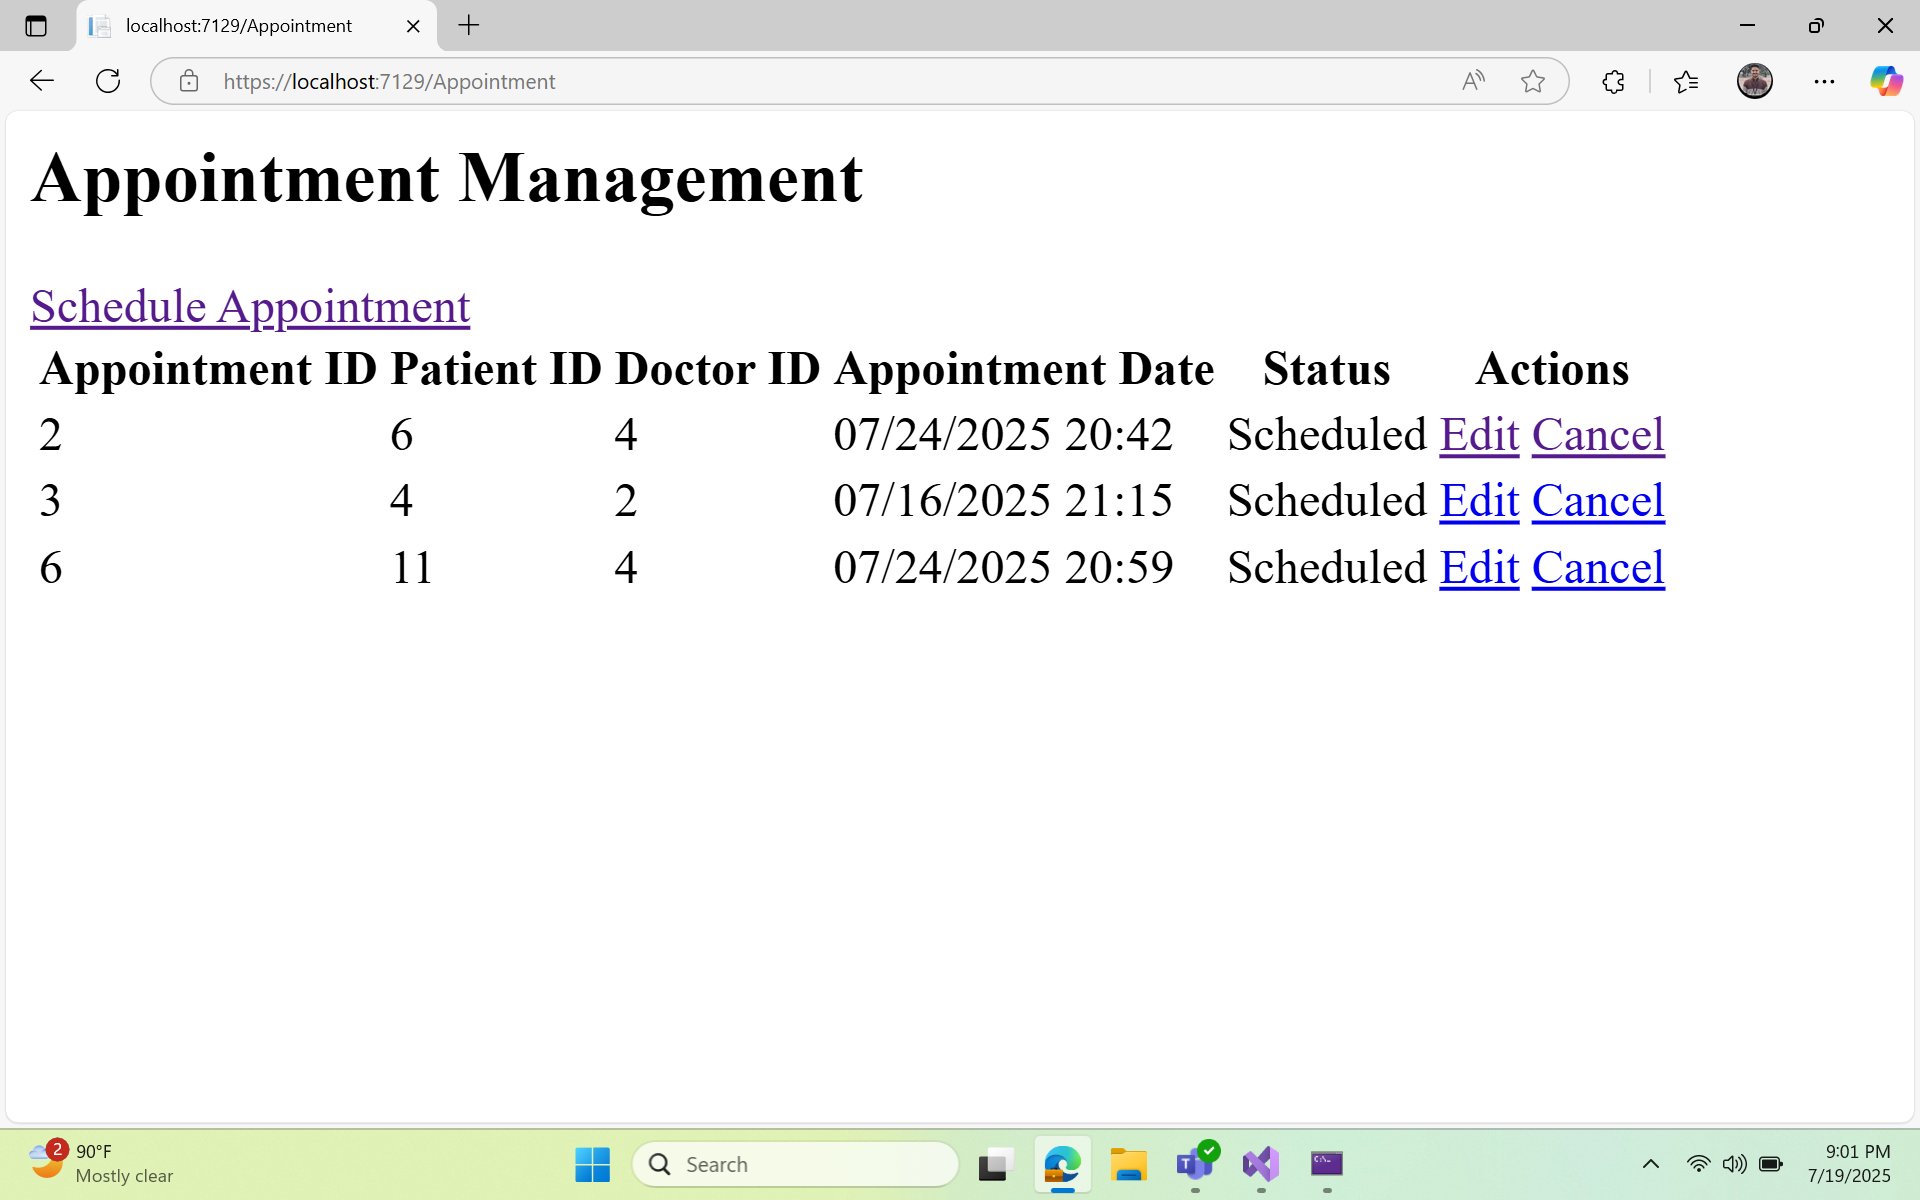 localhost:7129/Appointment
https://localhost:7129/Appointment
Appointment Management
Schedule Appointment
Appointment ID Patient ID Doctor ID Appointment Date Status Actions
2 6 4 07/24/2025 20:42 Scheduled Edit Cancel
3 4 2 07/16/2025 21:15 Scheduled Edit Cancel
6 11 4 07/24/2025 20:59 Scheduled Edit Cancel
2
90°F
Mostly clear
Search
9:01 PM
7/19/2025